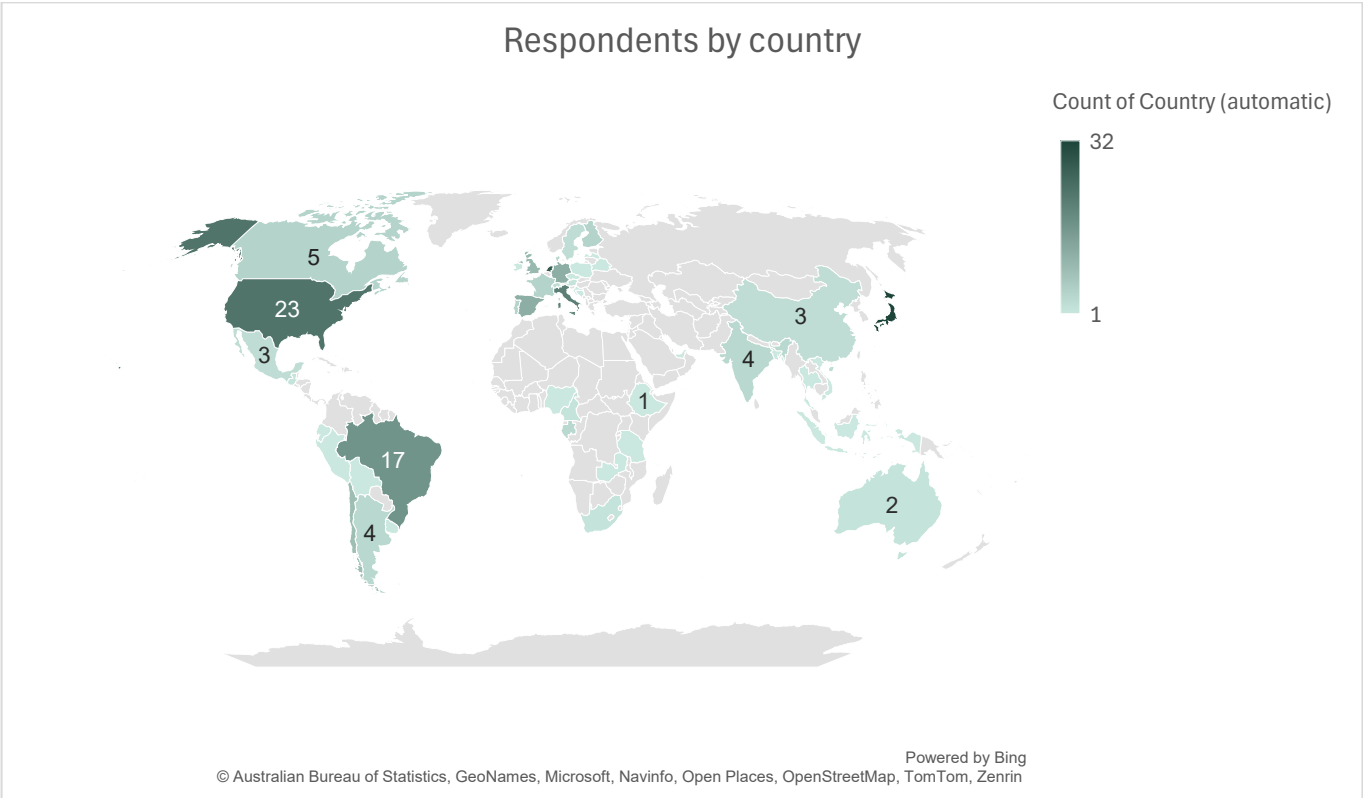 Respondents by country
Count of Country (automatic)
32
1
5
23
3
3
4
1
17
2
4
Powered by Bing
© Australian Bureau of Statistics, GeoNames, Microsoft, Navinfo, Open Places, OpenStreetMap, TomTom, Zenrin